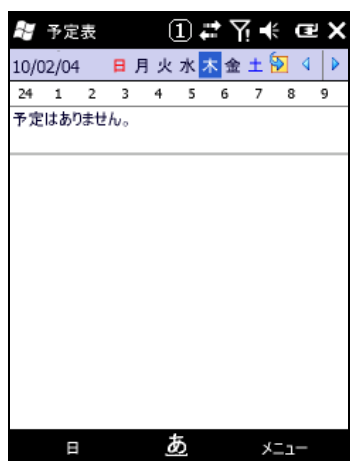 予定表 1
10/02/04 日 月 火 水 木 金 土
24 1 2 3 4 5 6 7 8 9
予定はありません。
日 あ メニュー